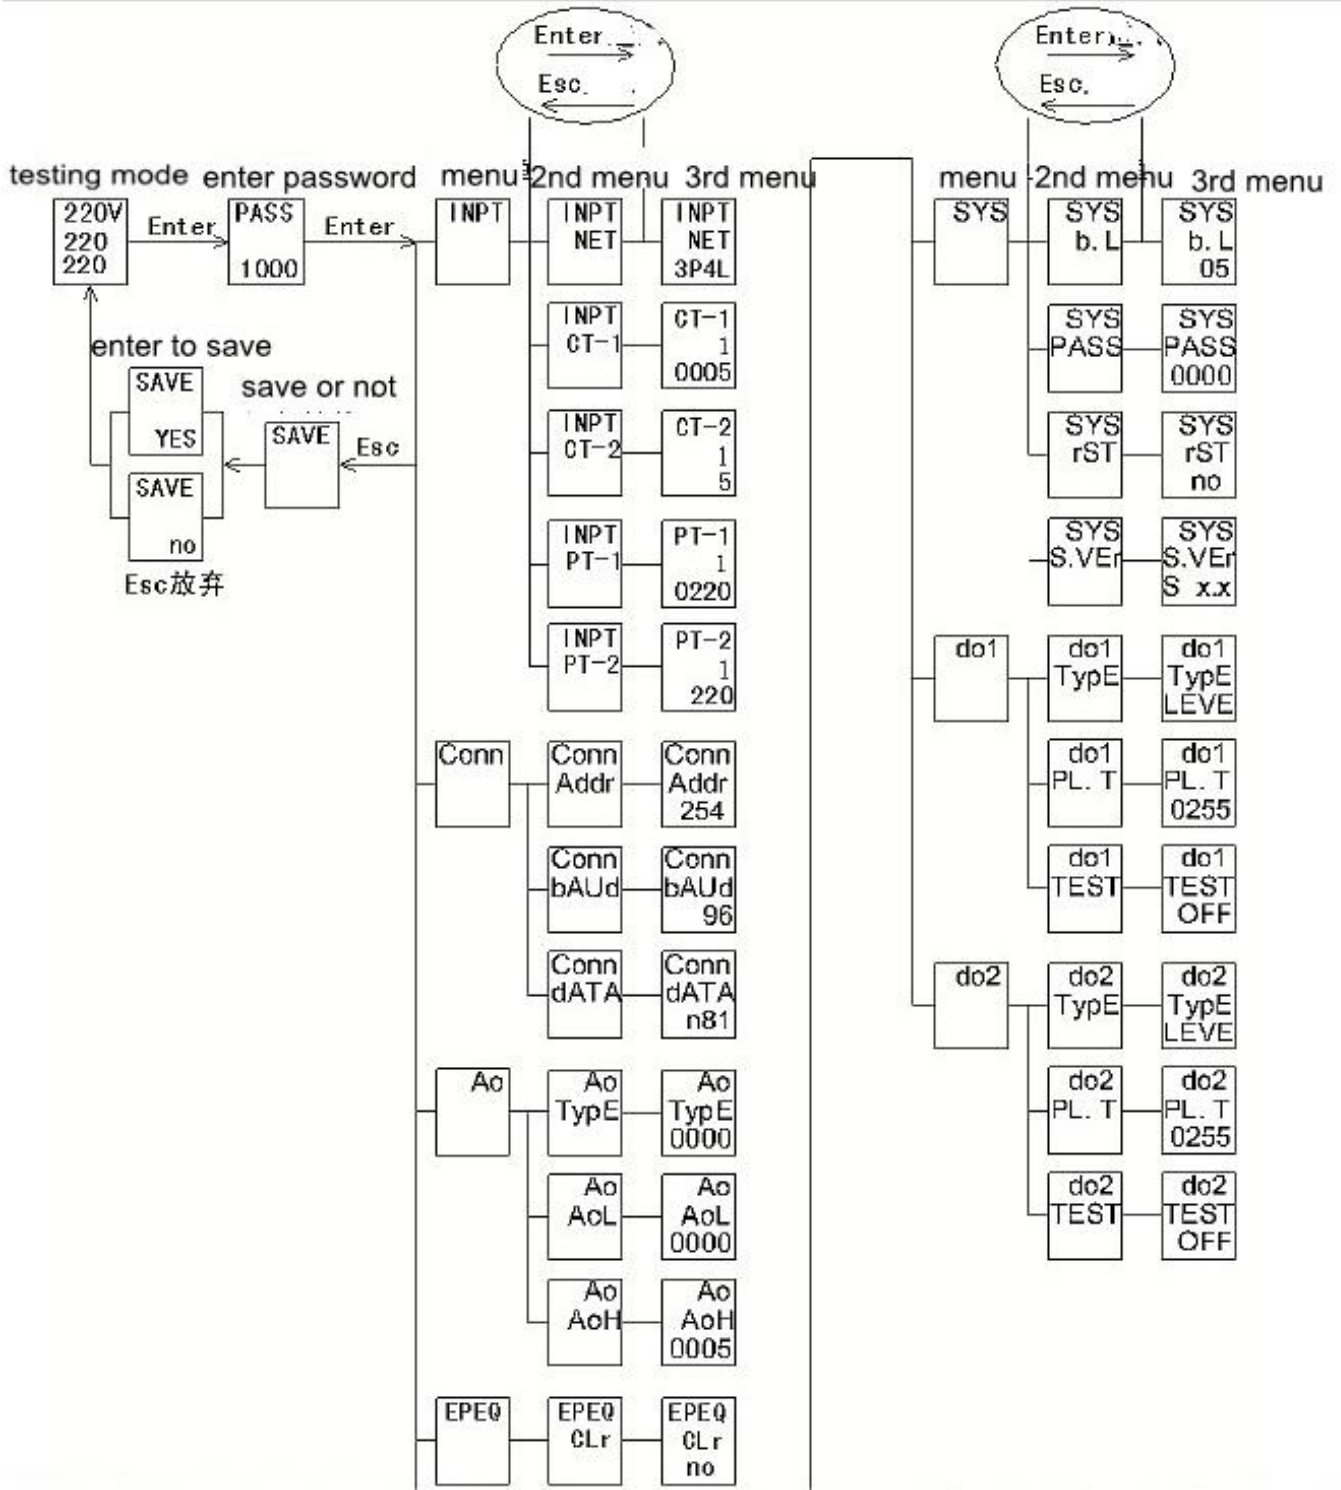 Enter
Esc.
Enter
Esc.
testing mode
enter password
menu
2nd menu
3rd menu
menu
2nd menu
3rd menu
220V
220
220
Enter
PASS
1000
Enter
enter to save
SAVE
YES
save or not
SAVE
Esc
SAVE
no
Esc放弃
INPT
INPT
NET
INPT
NET
3P4L
INPT
CT-1
CT-1
1
0005
INPT
CT-2
CT-2
1
5
INPT
PT-1
PT-1
1
0220
INPT
PT-2
PT-2
1
220
Conn
Conn
Addr
Conn
Addr
254
Conn
bAUd
Conn
bAUd
96
Conn
dATA
Conn
dATA
n81
Ao
Ao
TypE
Ao
TypE
0000
Ao
AoL
Ao
AoL
0000
Ao
AoH
Ao
AoH
0005
EPEQ
EPEQ
CLr
EPEQ
CLr
no
SYS
SYS
b.L
SYS
b.L
05
SYS
PASS
SYS
PASS
0000
SYS
rST
SYS
rST
no
SYS
S.VEr
SYS
S.VEr
S x.x
do1
do1
TypE
do1
TypE
LEVE
do1
PL.T
do1
PL.T
0255
do1
TEST
do1
TEST
OFF
do2
do2
TypE
do2
TypE
LEVE
do2
PL.T
do2
PL.T
0255
do2
TEST
do2
TEST
OFF